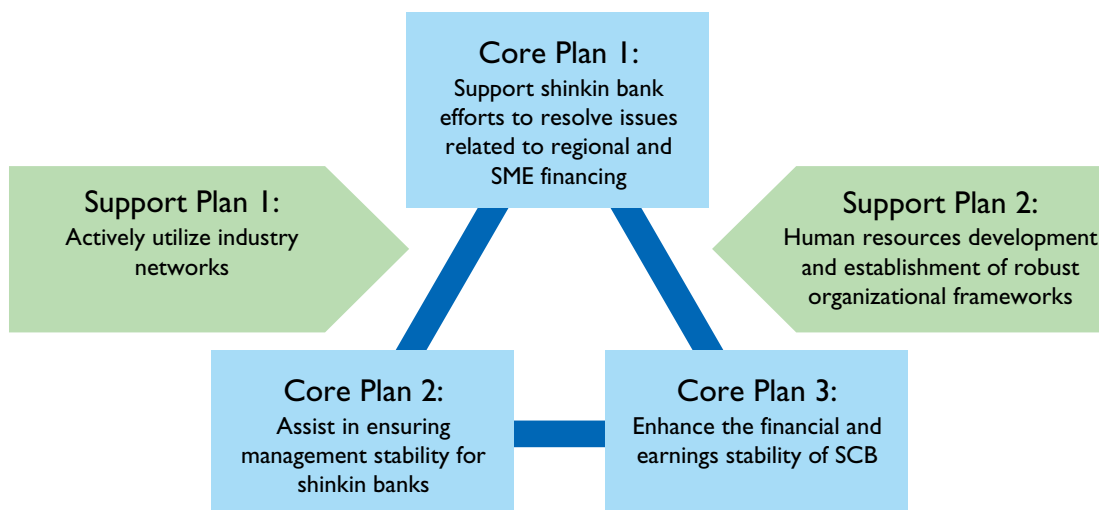 Core Plan 1:
Support shinkin bank
efforts to resolve issues
related to regional and
SME financing
Support Plan 1:
Actively utilize industry
networks
Support Plan 2:
Human resources development
and establishment of robust
organizational frameworks
Core Plan 2:
Assist in ensuring
management stability for
shinkin banks
Core Plan 3:
Enhance the financial and
earnings stability of SCB